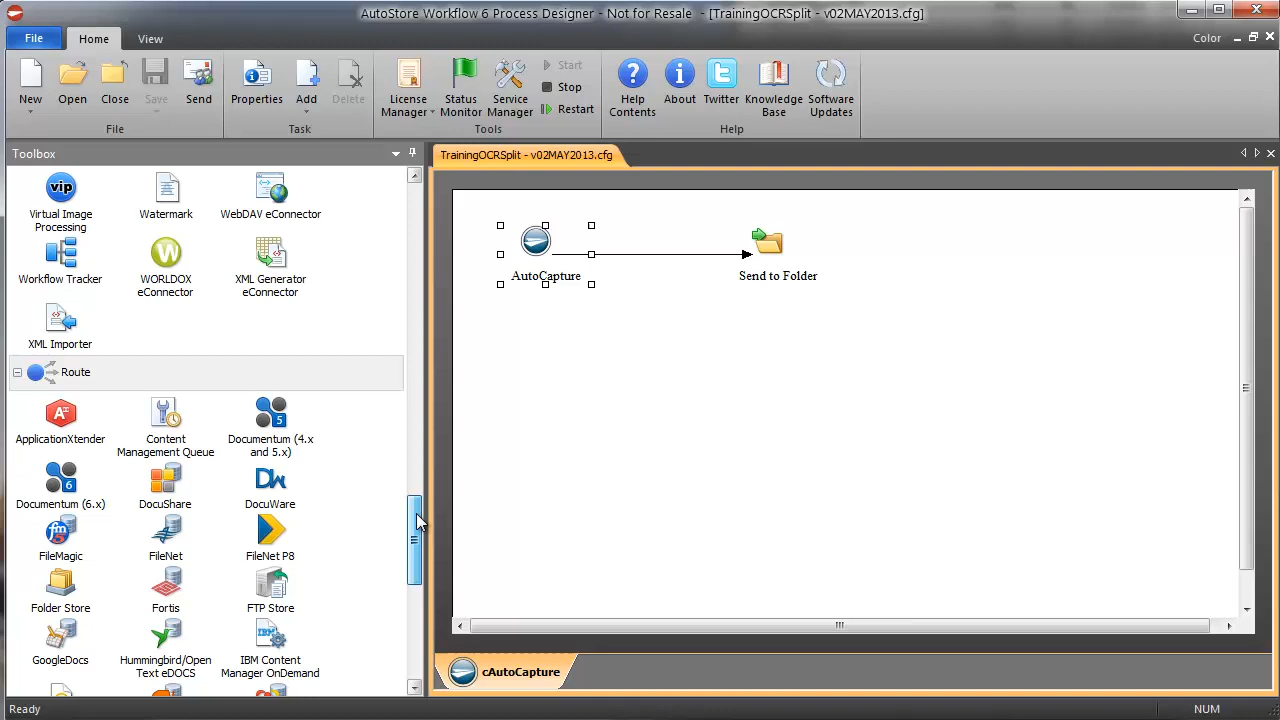 AutoStore Workflow 6 Process Designer - Not for Resale - [TrainingOCRSplit - v02MAY2013.cfg]
File
Home
View
Color
New
Open
Close
Save
Send
Properties
Add
Delete
License Manager
Status Monitor
Service Manager
Start
Stop
Restart
Help Contents
About
Twitter
Knowledge Base
Software Updates
File
Task
Tools
Help
Toolbox
TrainingOCRSplit - v02MAY2013.cfg
vip
Virtual Image Processing
Watermark
WebDAV eConnector
Workflow Tracker
W
WORLDOX eConnector
XML Generator eConnector
XML Importer
Route
ApplicationXtender
Content Management Queue
5
Documentum (4.x and 5.x)
6
Documentum (6.x)
DocuShare
DW
DocuWare
FileMagic
FileNet
FileNet P8
Folder Store
Fortis
FTP Store
GoogleDocs
Hummingbird/Open Text eDOCS
IBM
IBM Content Manager OnDemand
AutoCapture
Send to Folder
cAutoCapture
Ready
NUM